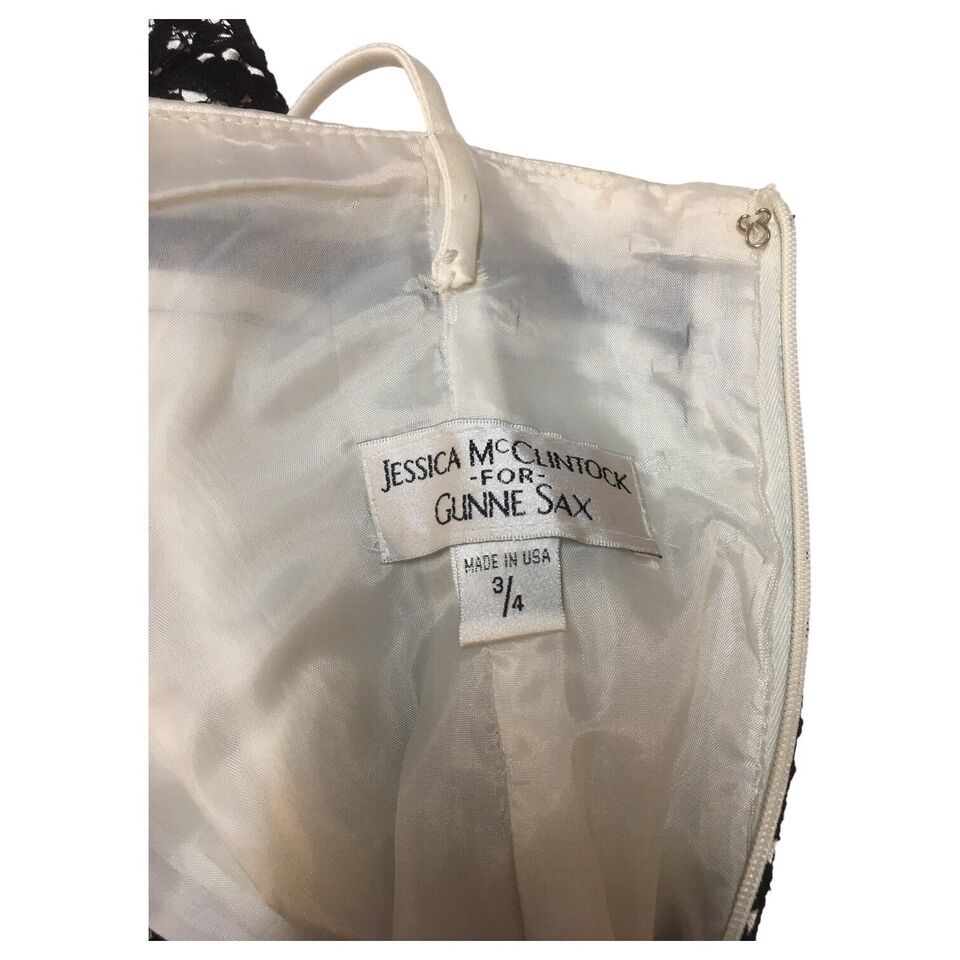 JESSICA MCCLINTOCK
-FOR-
GUNNE SAX
MADE IN USA
3/4